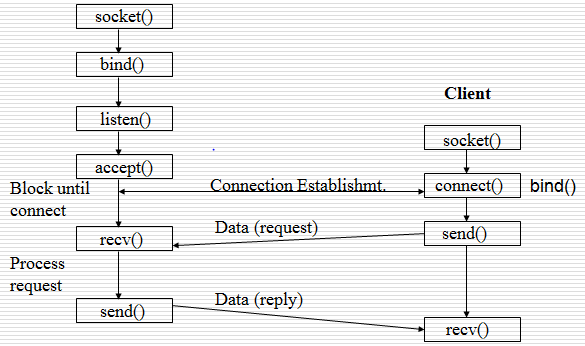 socket()
bind()
listen()
accept()
Block until
connect
recv()
Process
request
send()
Connection Establishmt.
Data (request)
Data (reply)
Client
socket()
connect()
bind()
send()
recv()